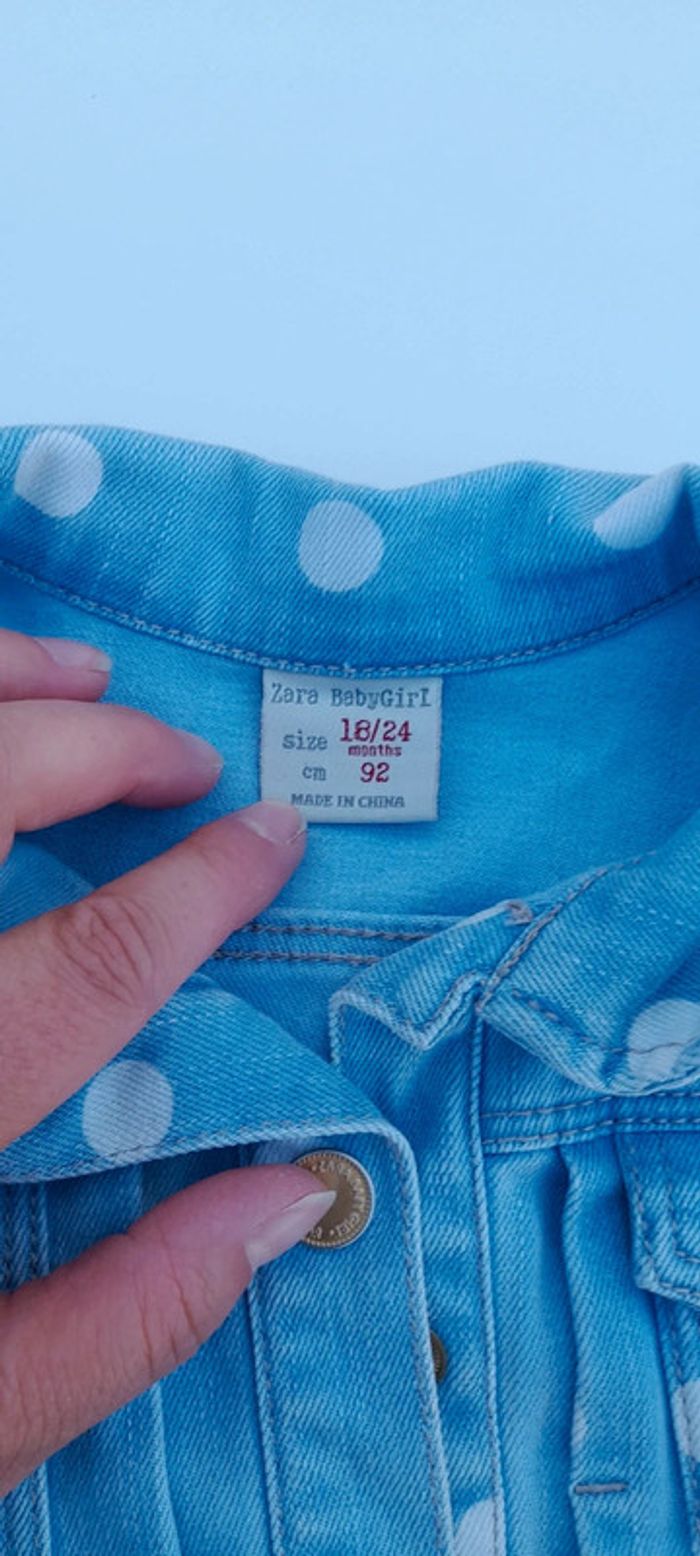 Zara BabyGirl
size 18/24
months
cm 92
MADE IN CHINA